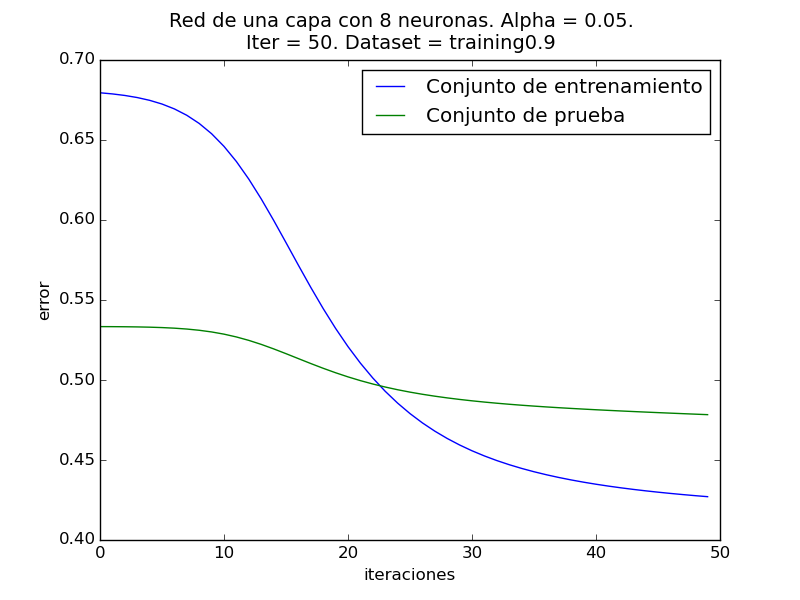 Red de una capa con 8 neuronas. Alpha = 0.05.
Iter = 50. Dataset = training0.9
Conjunto de entrenamiento
Conjunto de prueba
0.70
0.65
0.60
0.55
0.50
0.45
0.40
error
0
10
20
30
40
50
iteraciones